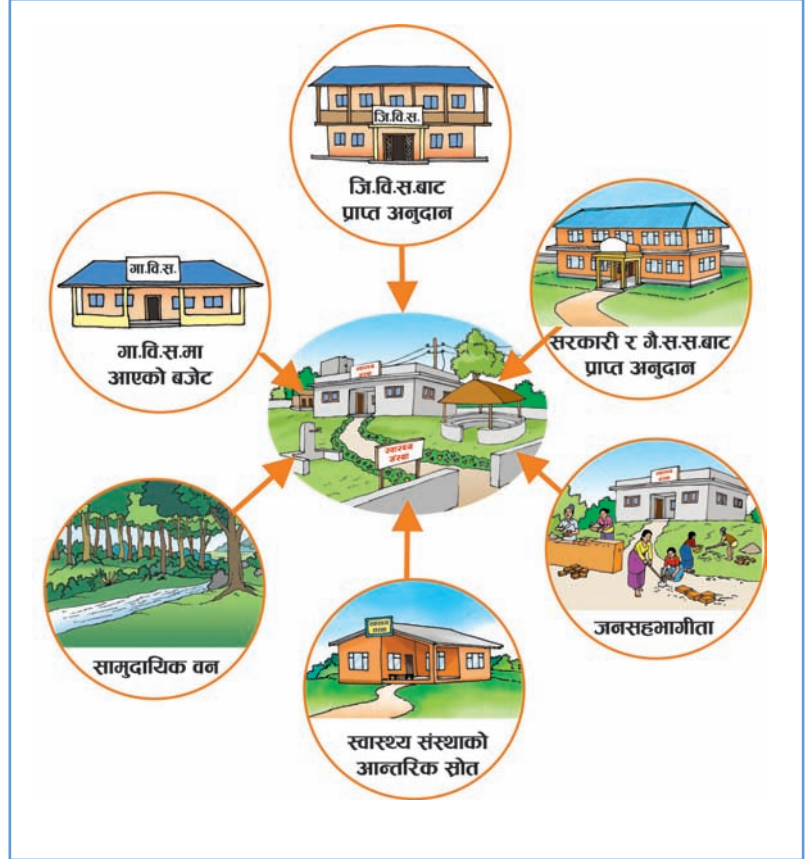 जि.वि.स.
जि.वि.स.बाट
प्राप्त अनुदान
गा.वि.स.
गा.वि.स.मा
आएको बजेट
सरकारी र गै.स.स.बाट
प्राप्त अनुदान
स्वास्थ्य
संस्था
स्वास्थ्य
संस्था
स्वास्थ्य
संस्था
जनसहभागीता
सामुदायिक वन
स्वास्थ्य
संस्था
स्वास्थ्य संस्थाको
आन्तरिक स्रोत